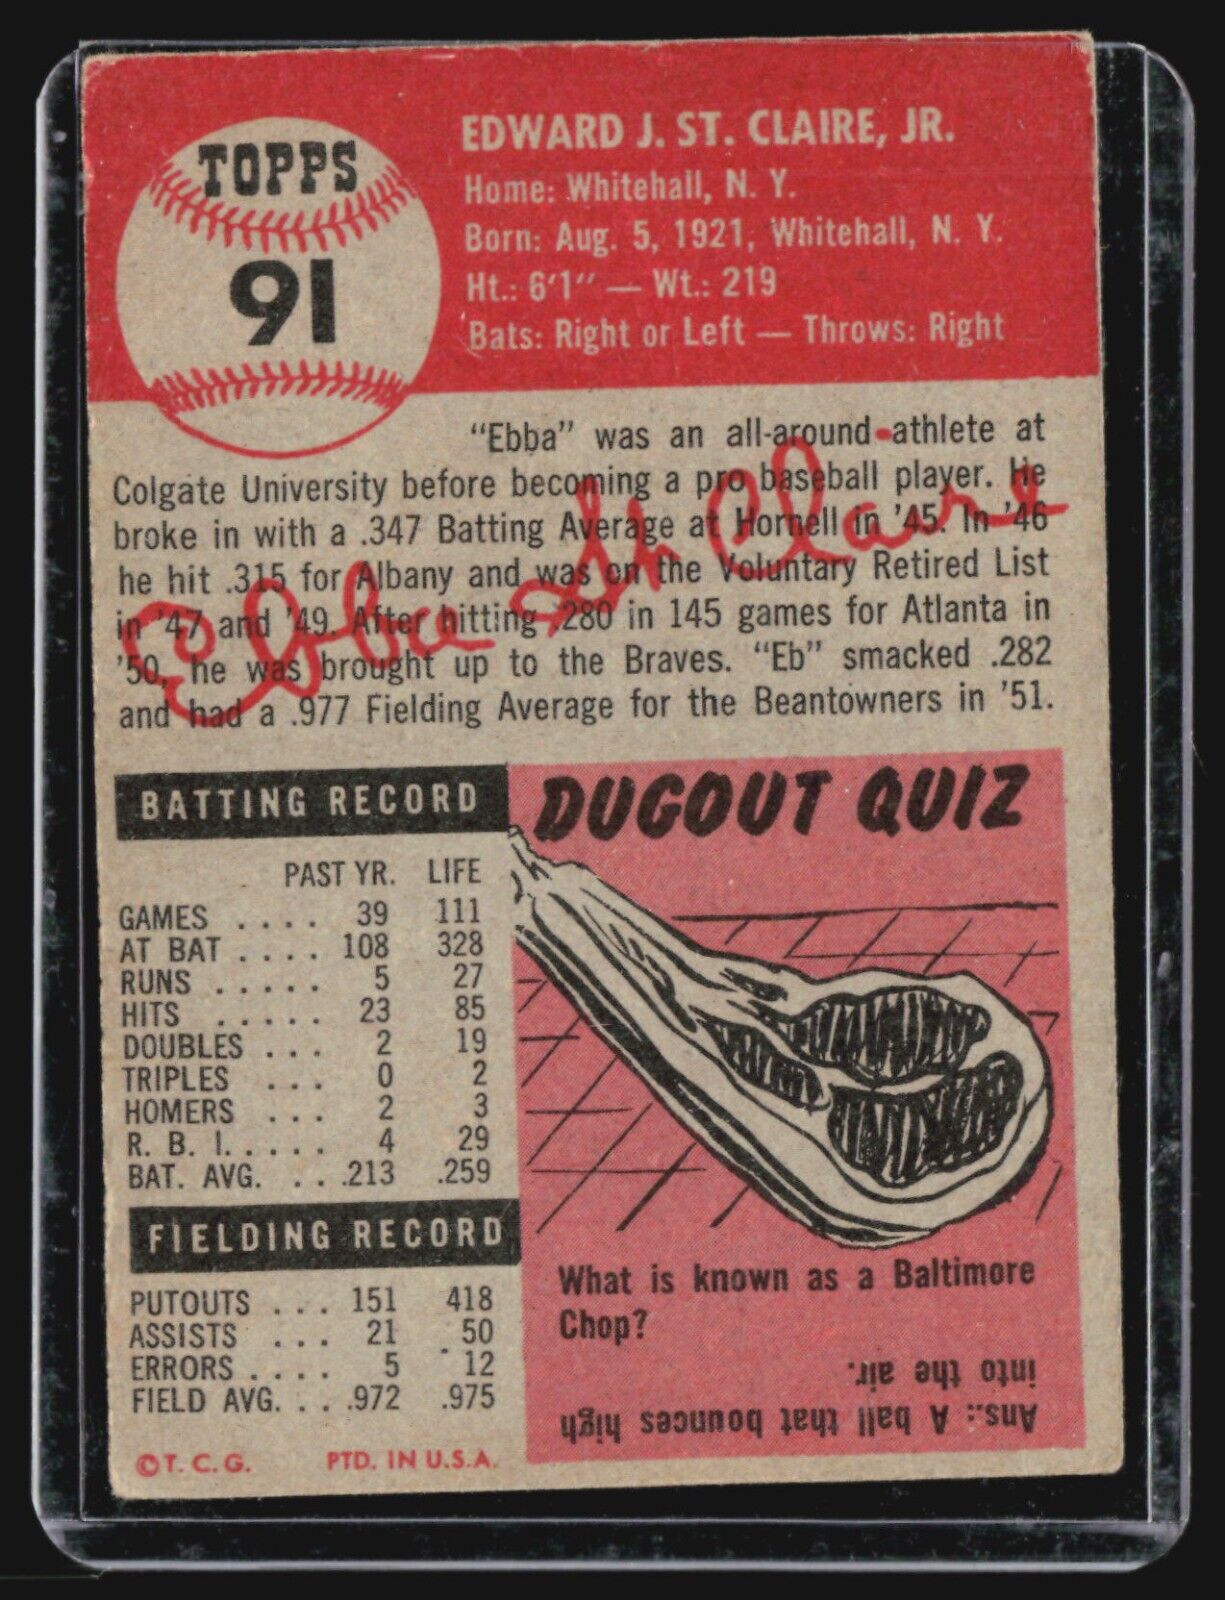 TOPPS
91
EDWARD J. ST. CLAIRE, JR.
Home: Whitehall, N. Y.
Born: Aug. 5, 1921, Whitehall, N. Y.
Ht.: 6'1" — Wt.: 219
Bats: Right or Left — Throws: Right
"Ebba" was an all-around athlete at
Colgate University before becoming a pro baseball player. He
broke in with a .347 Batting Average at Hornell in '45. In '46
he hit .315 for Albany and was on the Voluntary Retired List
in '47 and '49. After hitting .280 in 145 games for Atlanta in
'50, he was brought up to the Braves. "Eb" smacked .282
and had a .977 Fielding Average for the Beantowners in '51.
Ebba St. Claire
BATTING RECORD
PAST YR. LIFE
GAMES .... 39 111
AT BAT .... 108 328
RUNS ..... 5 27
HITS ..... 23 85
DOUBLES ... 2 19
TRIPLES ... 0 2
HOMERS ... 2 3
R. B. I. .... 4 29
BAT. AVG. ... .213 .259
FIELDING RECORD
PUTOUTS ... 151 418
ASSISTS ... 21 50
ERRORS .... 5 12
FIELD AVG. ... .972 .975
© T. C. G. PTD. IN U.S.A.
DUGOUT QUIZ
What is known as a Baltimore
Chop?
Ans.: A ball that bounces high
into the air.